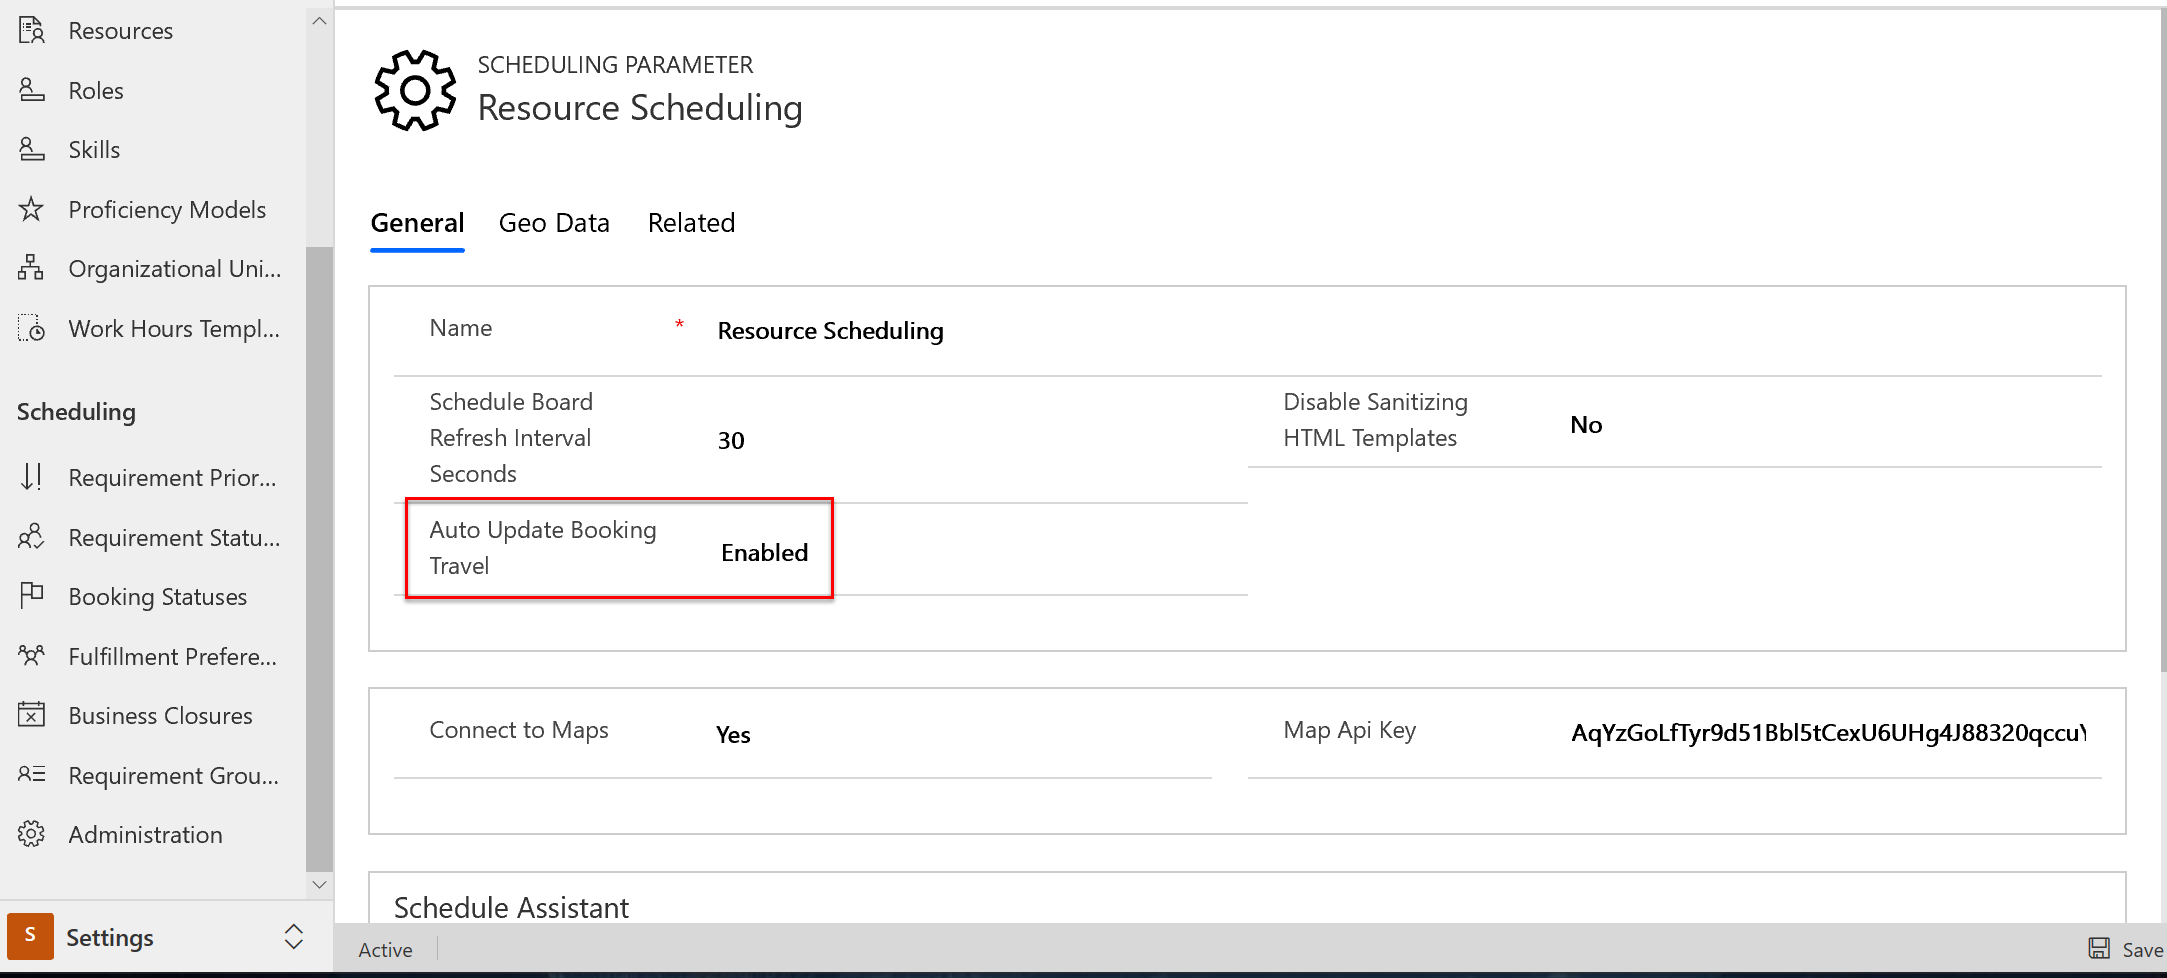 Resources
Roles
Skills
Proficiency Models
Organizational Uni...
Work Hours Templ...
Scheduling
Requirement Prior...
Requirement Statu...
Booking Statuses
Fulfillment Prefere...
Business Closures
Requirement Grou...
Administration
S
Settings
SCHEDULING PARAMETER
Resource Scheduling
General Geo Data Related
Name * Resource Scheduling
Schedule Board
Refresh Interval
Seconds
30
Disable Sanitizing
HTML Templates
No
Auto Update Booking
Travel
Enabled
Connect to Maps Yes
Map Api Key AqYzGoLfTyr9d51Bbl5tCexU6UHg4J88320qccuY
Schedule Assistant
Active
Save